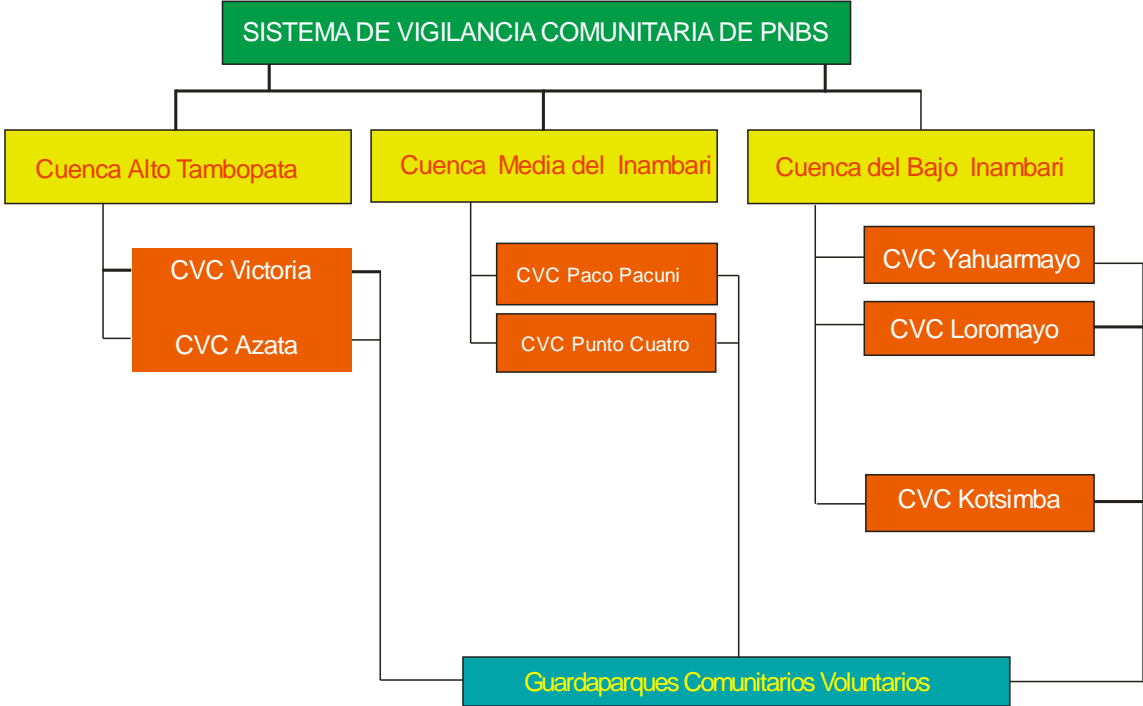 SISTEMA DE VIGILANCIA COMUNITARIA DE PNBS
Cuenca Alto Tambopata
Cuenca Media del Inambari
Cuenca del Bajo Inambari
CVC Victoria
CVC Azata
CVC Paco Pacuni
CVC Punto Cuatro
CVC Yahuarmayo
CVC Loromayo
CVC Kotsimba
Guardaparques Comunitarios Voluntarios